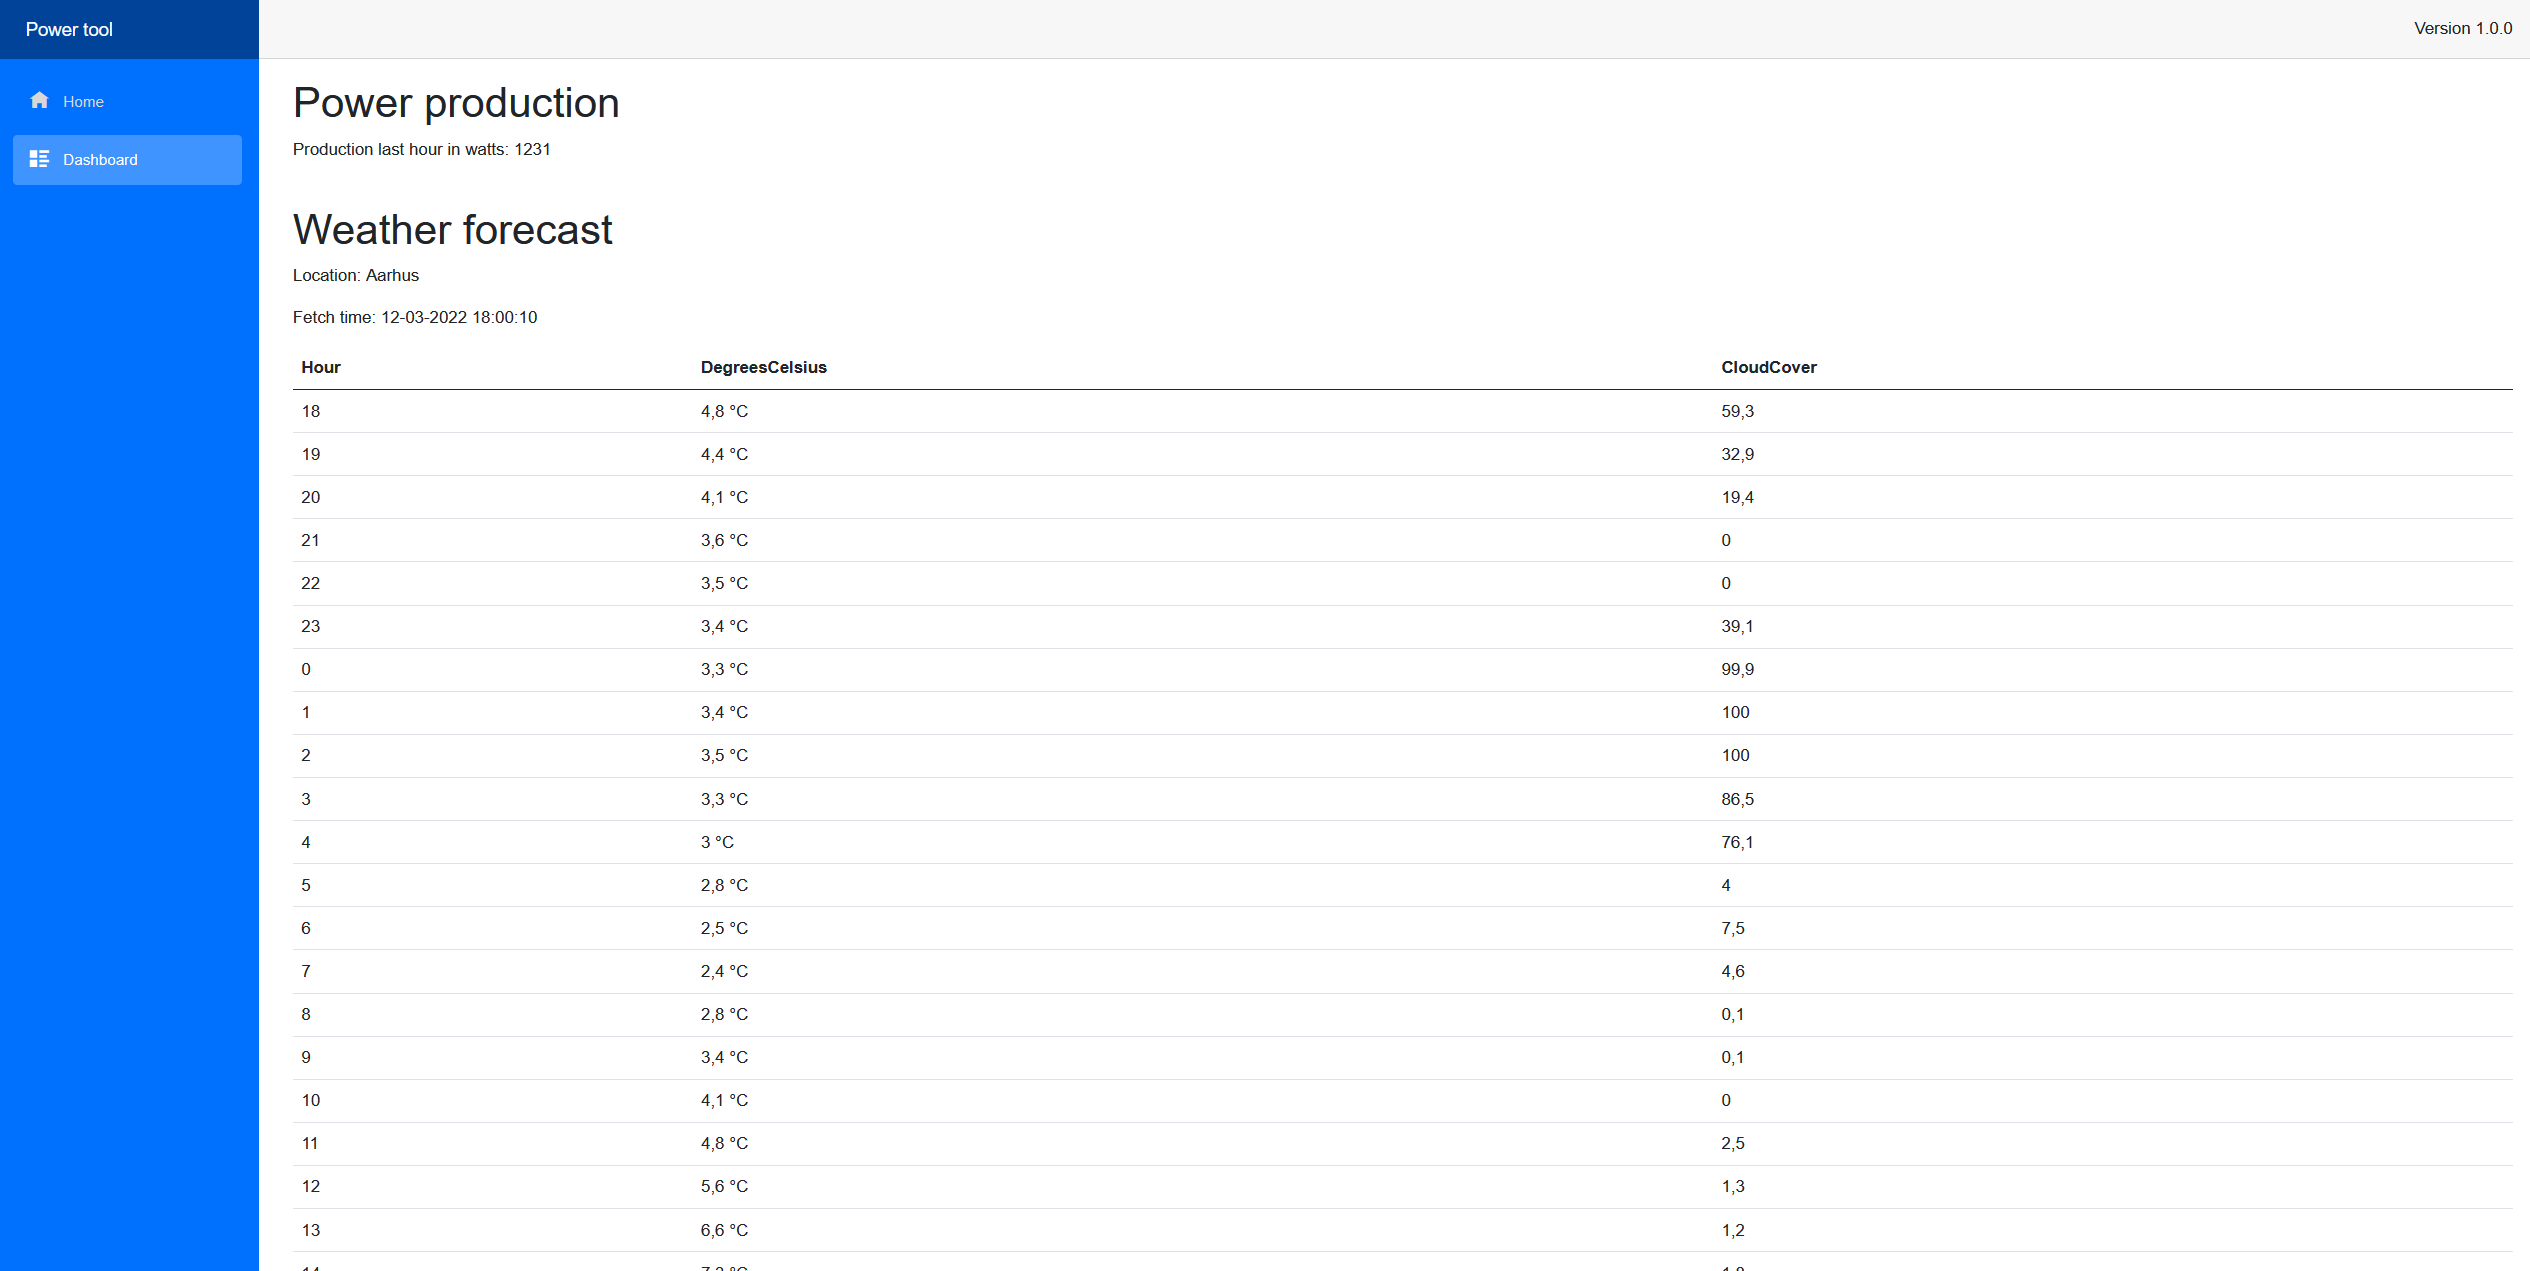 Power tool
Version 1.0.0
Home
Dashboard
Power production
Production last hour in watts: 1231
Weather forecast
Location: Aarhus
Fetch time: 12-03-2022 18:00:10
Hour DegreesCelsius CloudCover
18 4,8 °C 59,3
19 4,4 °C 32,9
20 4,1 °C 19,4
21 3,6 °C 0
22 3,5 °C 0
23 3,4 °C 39,1
0 3,3 °C 99,9
1 3,4 °C 100
2 3,5 °C 100
3 3,3 °C 86,5
4 3 °C 76,1
5 2,8 °C 4
6 2,5 °C 7,5
7 2,4 °C 4,6
8 2,8 °C 0,1
9 3,4 °C 0,1
10 4,1 °C 0
11 4,8 °C 2,5
12 5,6 °C 1,3
13 6,6 °C 1,2